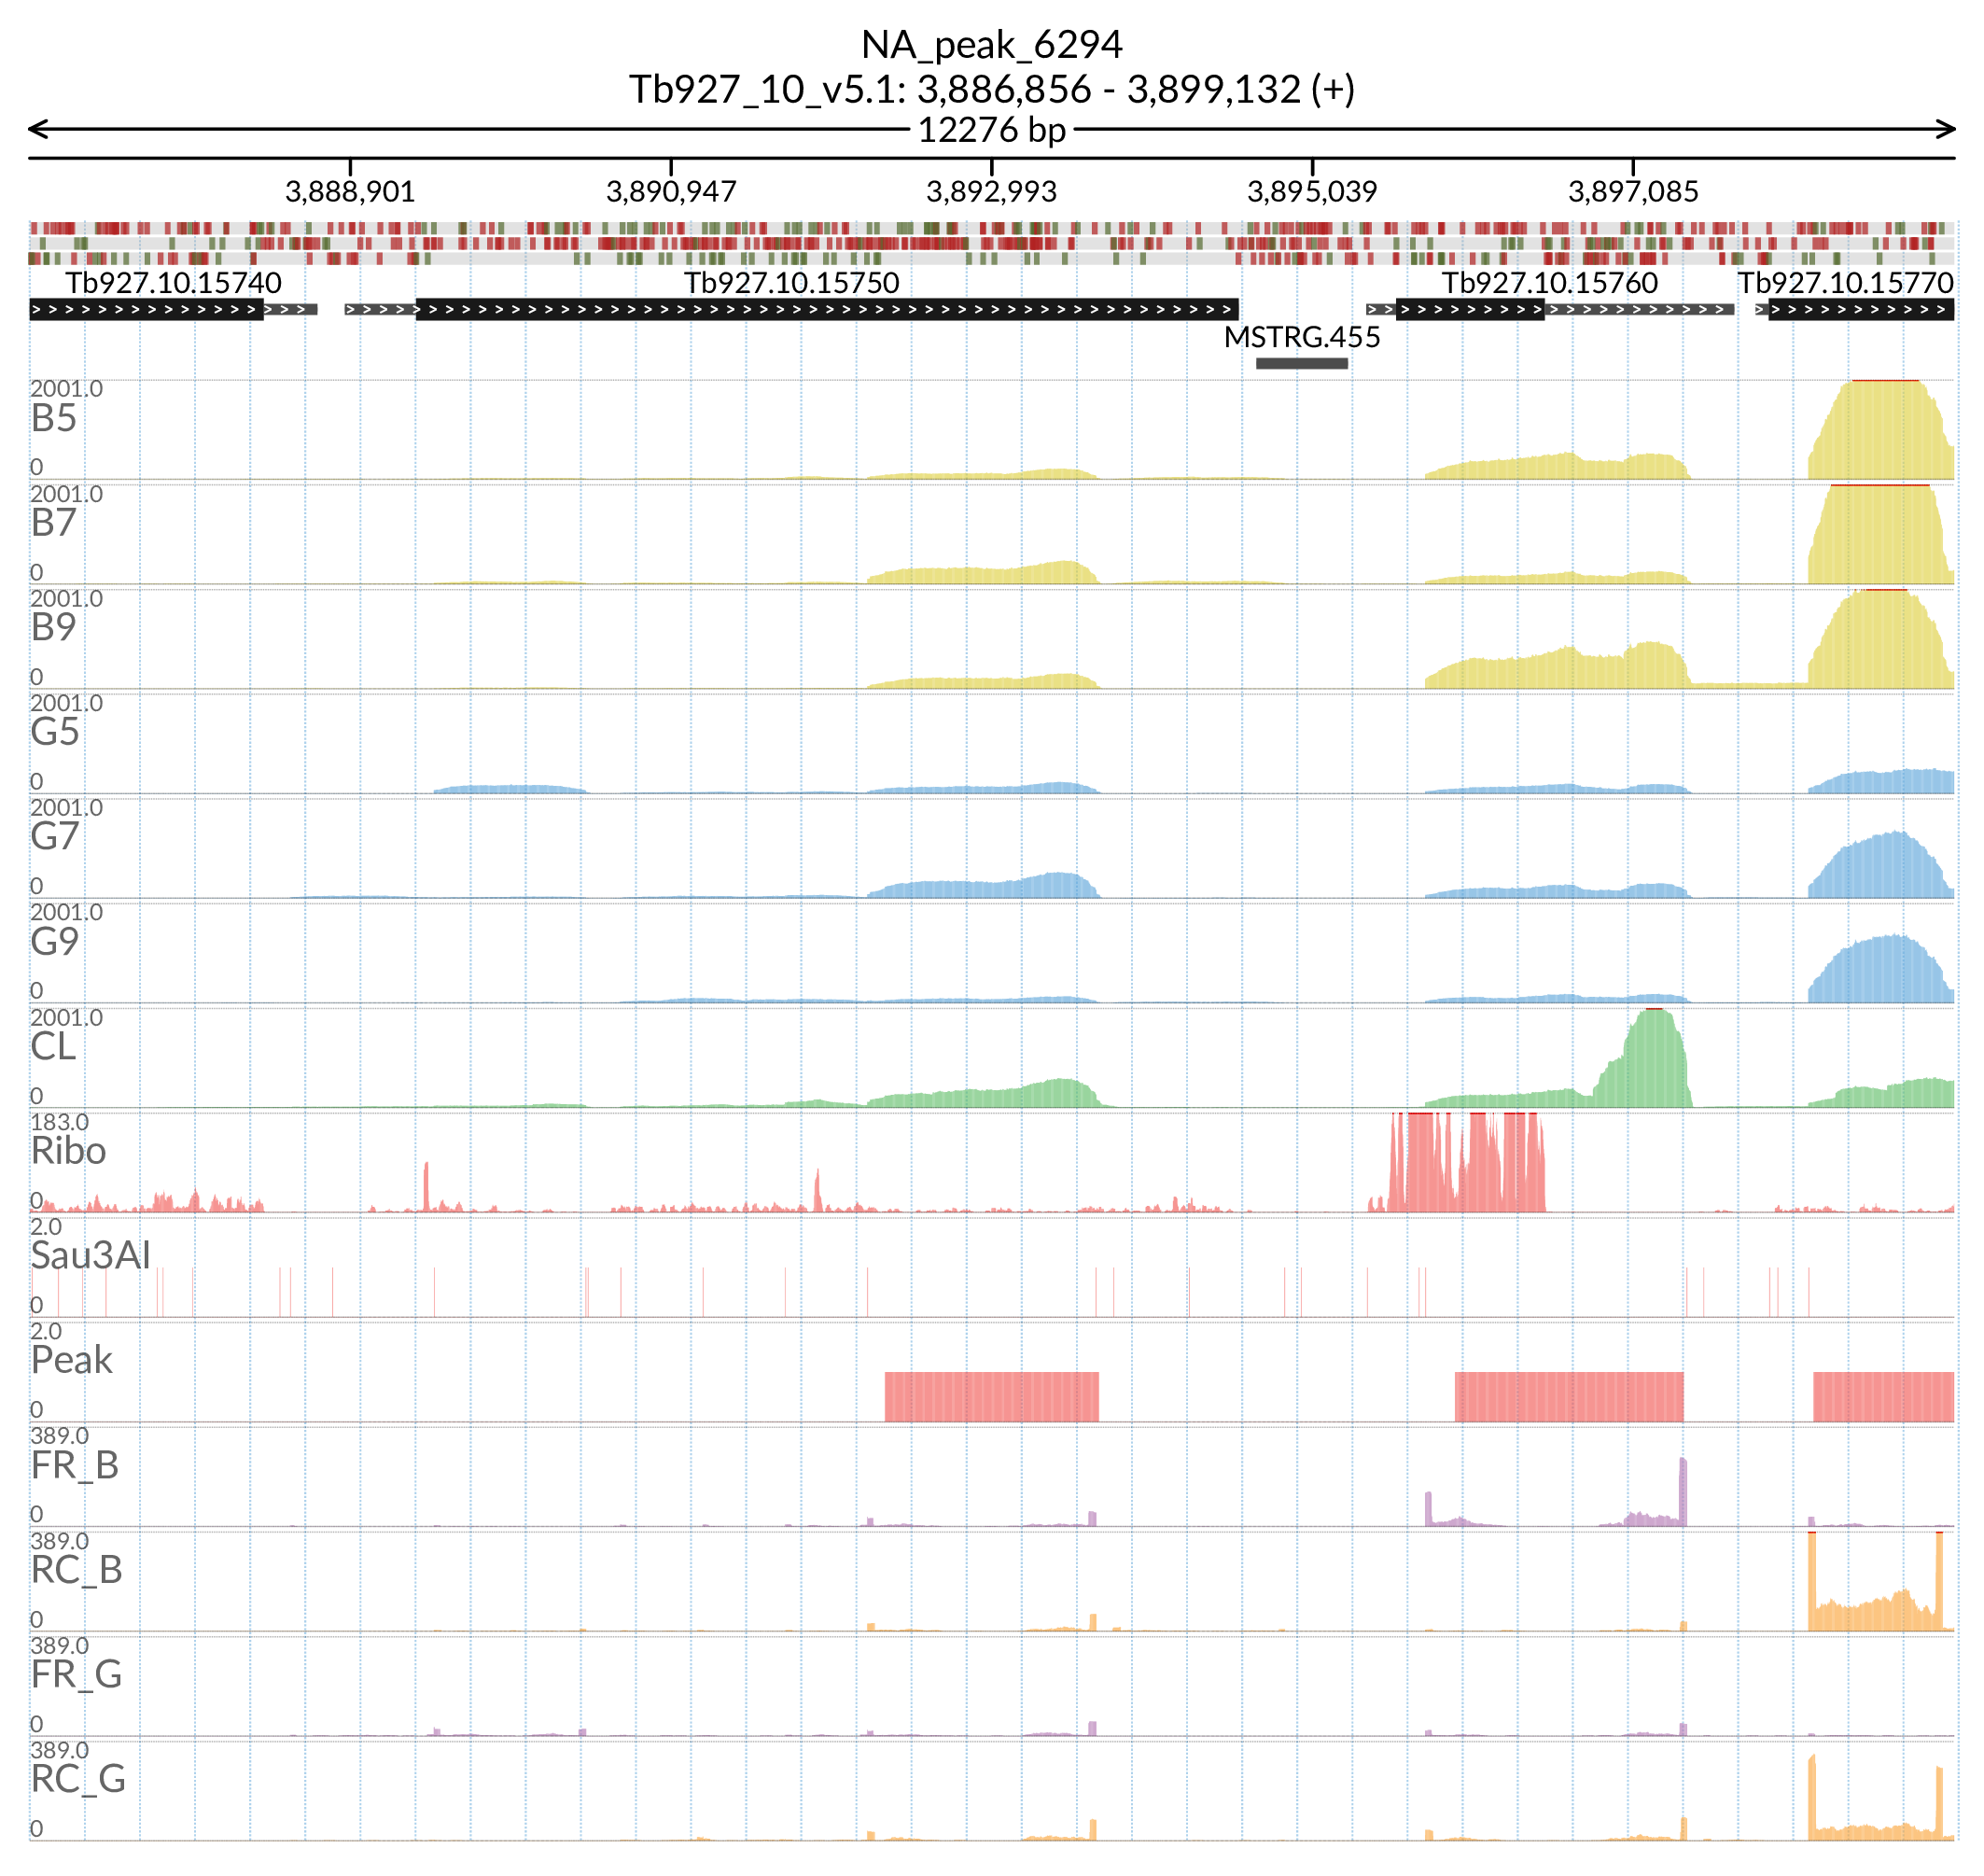 NA_peak_6294
Tb927_10_v5.1: 3,886,856 - 3,899,132 (+)
12276 bp
3,888,901 3,890,947 3,892,993 3,895,039 3,897,085
Tb927.10.15740 Tb927.10.15750 Tb927.10.15760 Tb927.10.15770
MSTRG.455
2001.0
B5
0
2001.0
B7
0
2001.0
B9
0
2001.0
G5
0
2001.0
G7
0
2001.0
G9
0
2001.0
CL
0
183.0
Ribo
0
2.0
Sau3AI
0
2.0
Peak
0
389.0
FR_B
0
389.0
RC_B
0
389.0
FR_G
0
389.0
RC_G
0